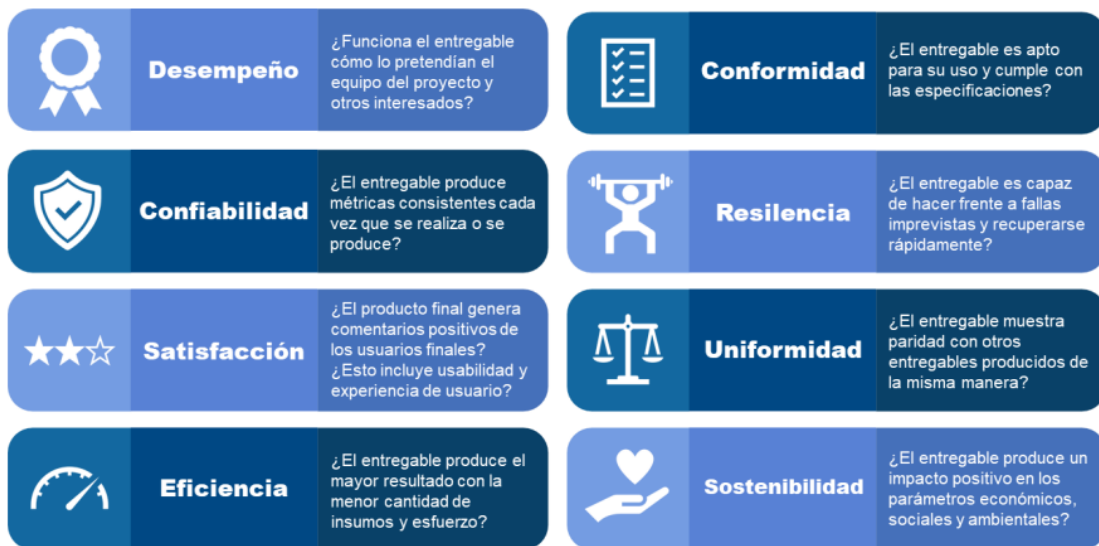 Desempeño
¿Funciona el entregable
cómo lo pretendían el
equipo del proyecto y
otros interesados?
Conformidad
¿El entregable es apto
para su uso y cumple con
las especificaciones?
Confiabilidad
¿El entregable produce
métricas consistentes cada
vez que se realiza o se
produce?
Resilencia
¿El entregable es capaz
de hacer frente a fallas
imprevistas y recuperarse
rápidamente?
Satisfacción
¿El producto final genera
comentarios positivos de
los usuarios finales?
¿Esto incluye usabilidad y
experiencia de usuario?
Uniformidad
¿El entregable muestra
paridad con otros
entregables producidos de
la misma manera?
Eficiencia
¿El entregable produce el
mayor resultado con la
menor cantidad de
insumos y esfuerzo?
Sostenibilidad
¿El entregable produce un
impacto positivo en los
parámetros económicos,
sociales y ambientales?